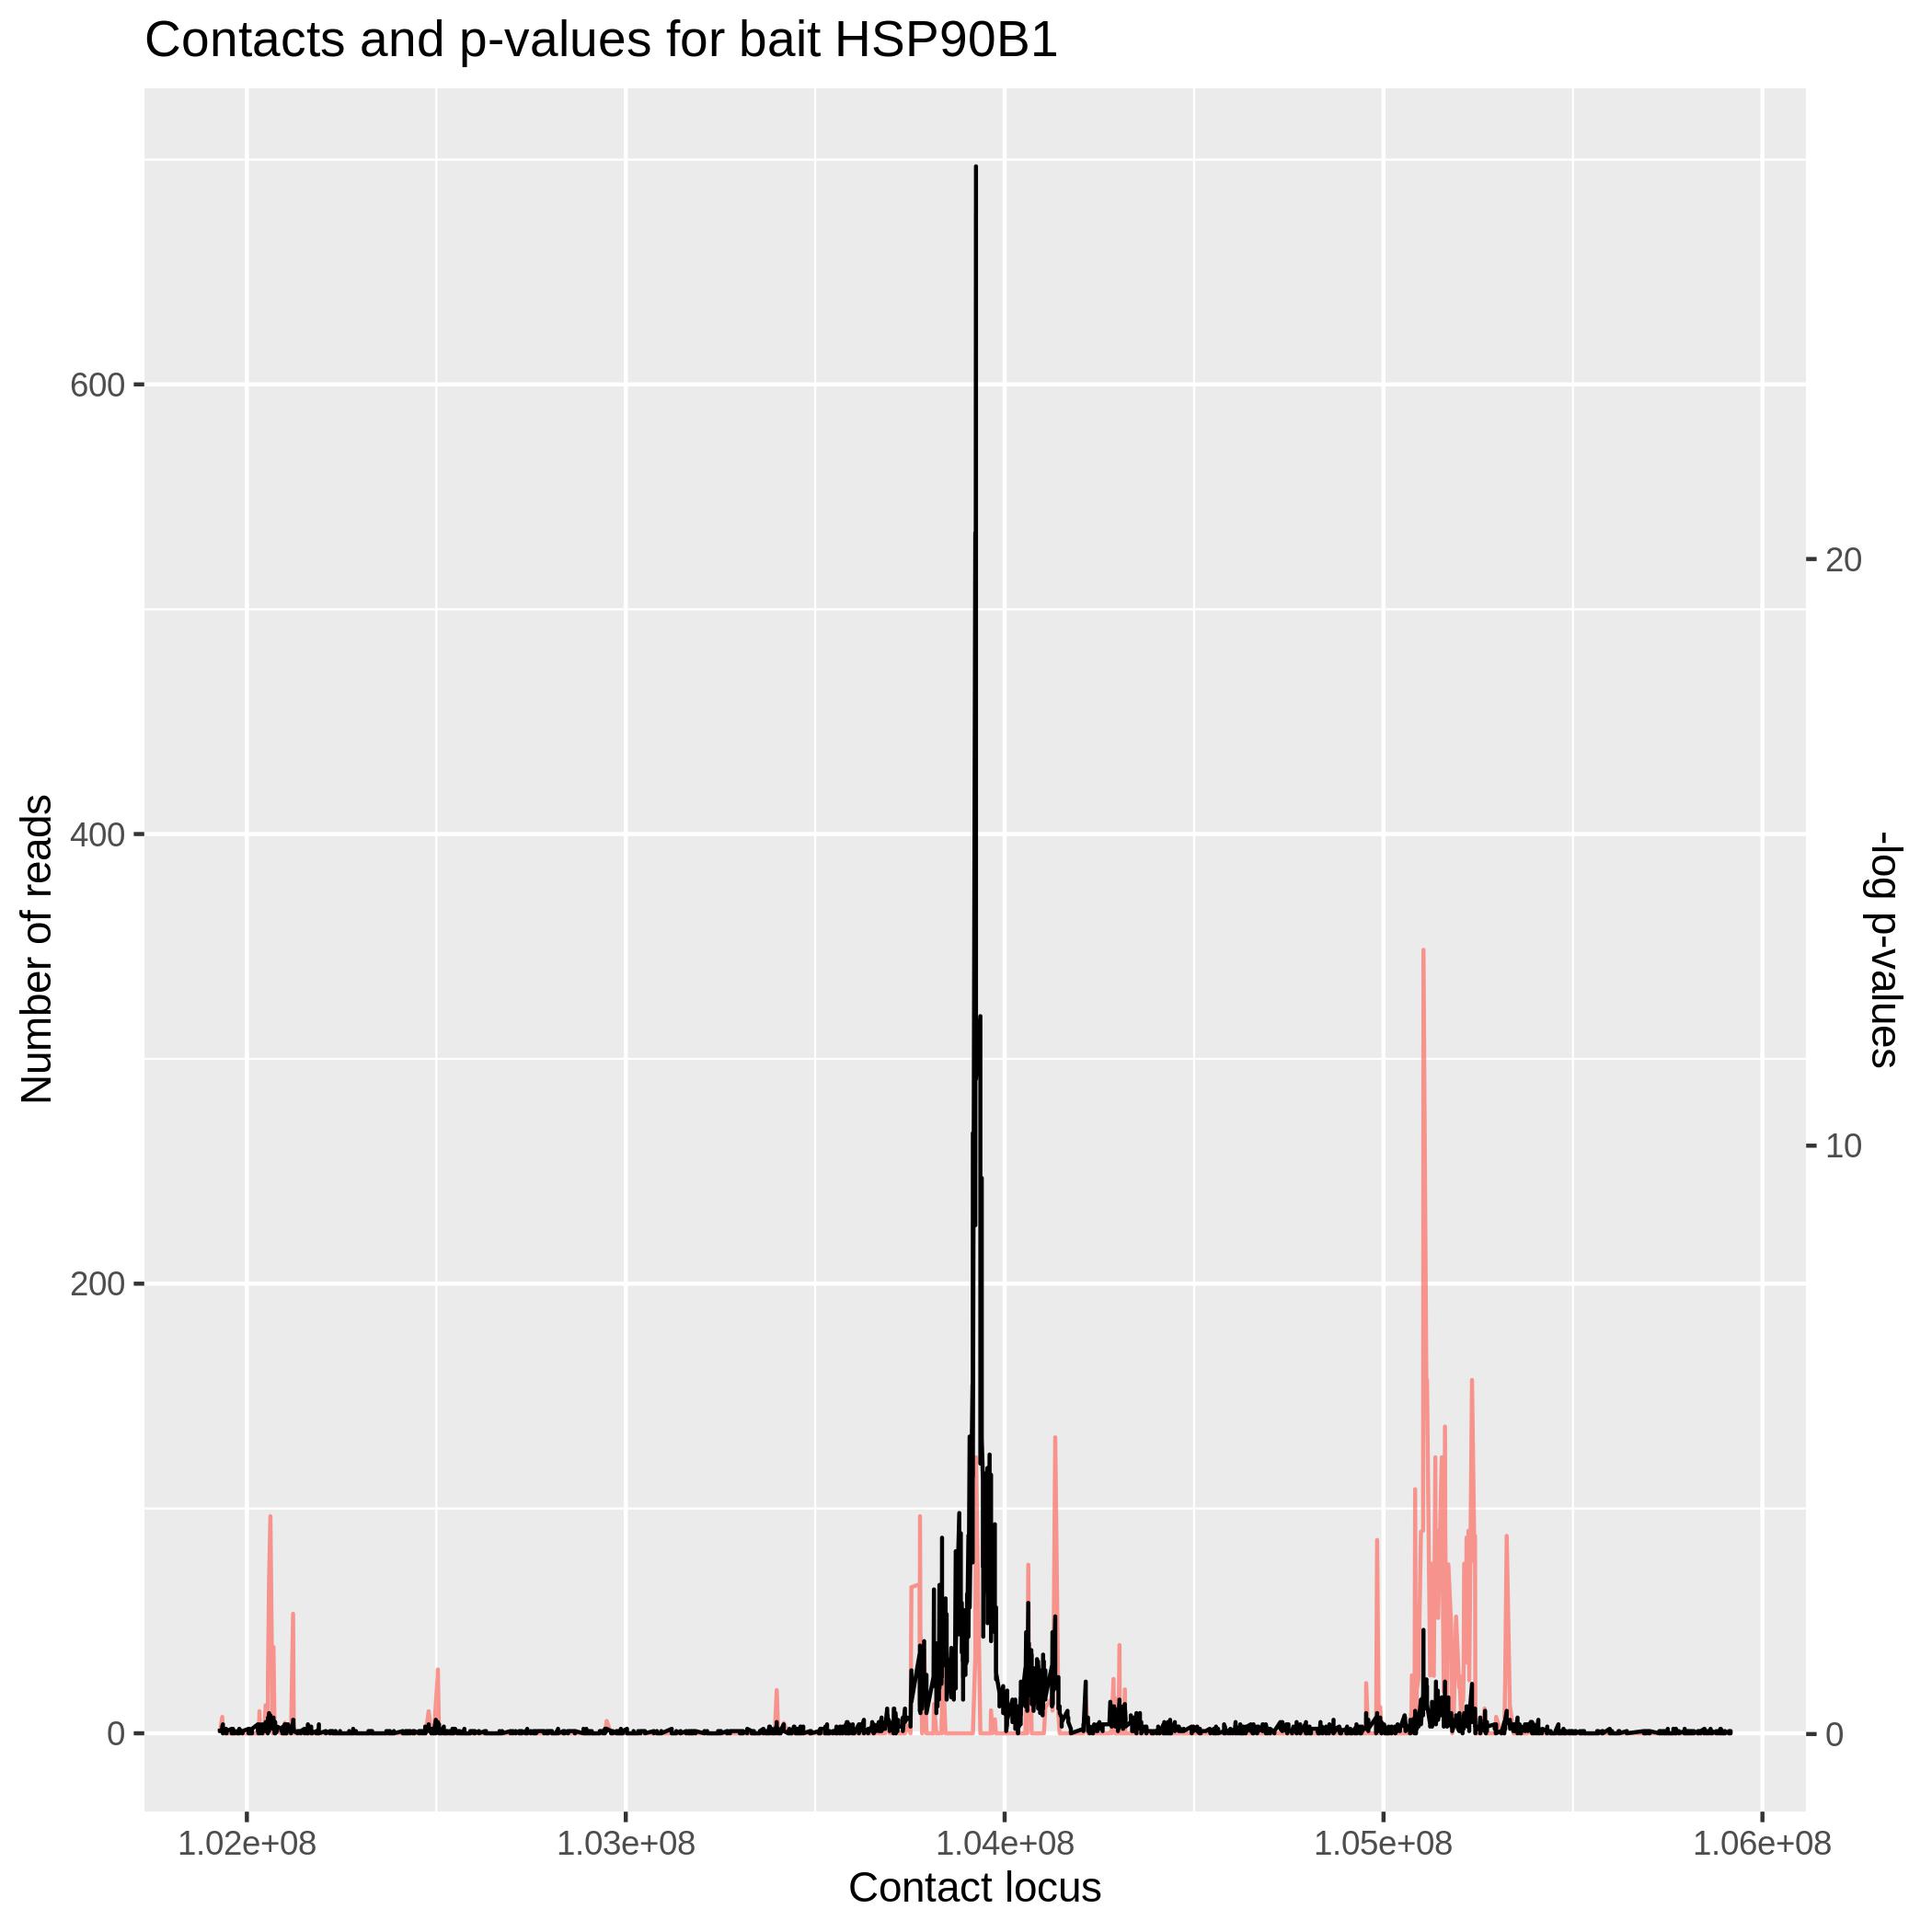 Contacts and p-values for bait HSP90B1
Number of reads
600
400
200
0
20
10
0
-log p-values
1.02e+08 1.03e+08 1.04e+08 1.05e+08 1.06e+08
Contact locus